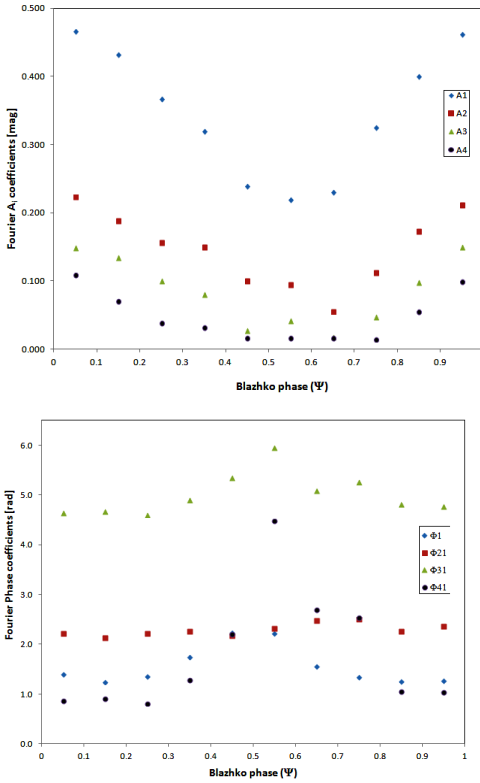 0.500
0.400
0.300
0.200
0.100
0.000
Fourier Aᵢ coefficients [mag]
A1
A2
A3
A4
0 0.1 0.2 0.3 0.4 0.5 0.6 0.7 0.8 0.9 1
Blazhko phase (Ψ)
6.0
5.0
4.0
3.0
2.0
1.0
0.0
Fourier Phase coefficients [rad]
Φ1
Φ21
Φ31
Φ41
0 0.1 0.2 0.3 0.4 0.5 0.6 0.7 0.8 0.9 1
Blazhko phase (Ψ)